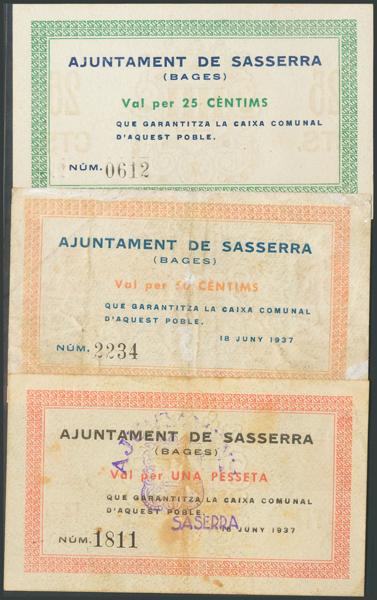 AJUNTAMENT DE SASSERRA
(BAGES)
Val per 25 CÈNTIMS
QUE GARANTITZA LA CAIXA COMUNAL
D'AQUEST POBLE.
NÚM. 0612
AJUNTAMENT DE SASSERRA
(BAGES)
Val per 50 CÈNTIMS
QUE GARANTITZA LA CAIXA COMUNAL
D'AQUEST POBLE.
18 JUNY 1937
NÚM. 2234
AJUNTAMENT DE SASSERRA
(BAGES)
Val per UNA PESSETA
QUE GARANTITZA LA CAIXA COMUNAL
D'AQUEST POBLE.
SASERRA
18 JUNY 1937
NÚM. 1811